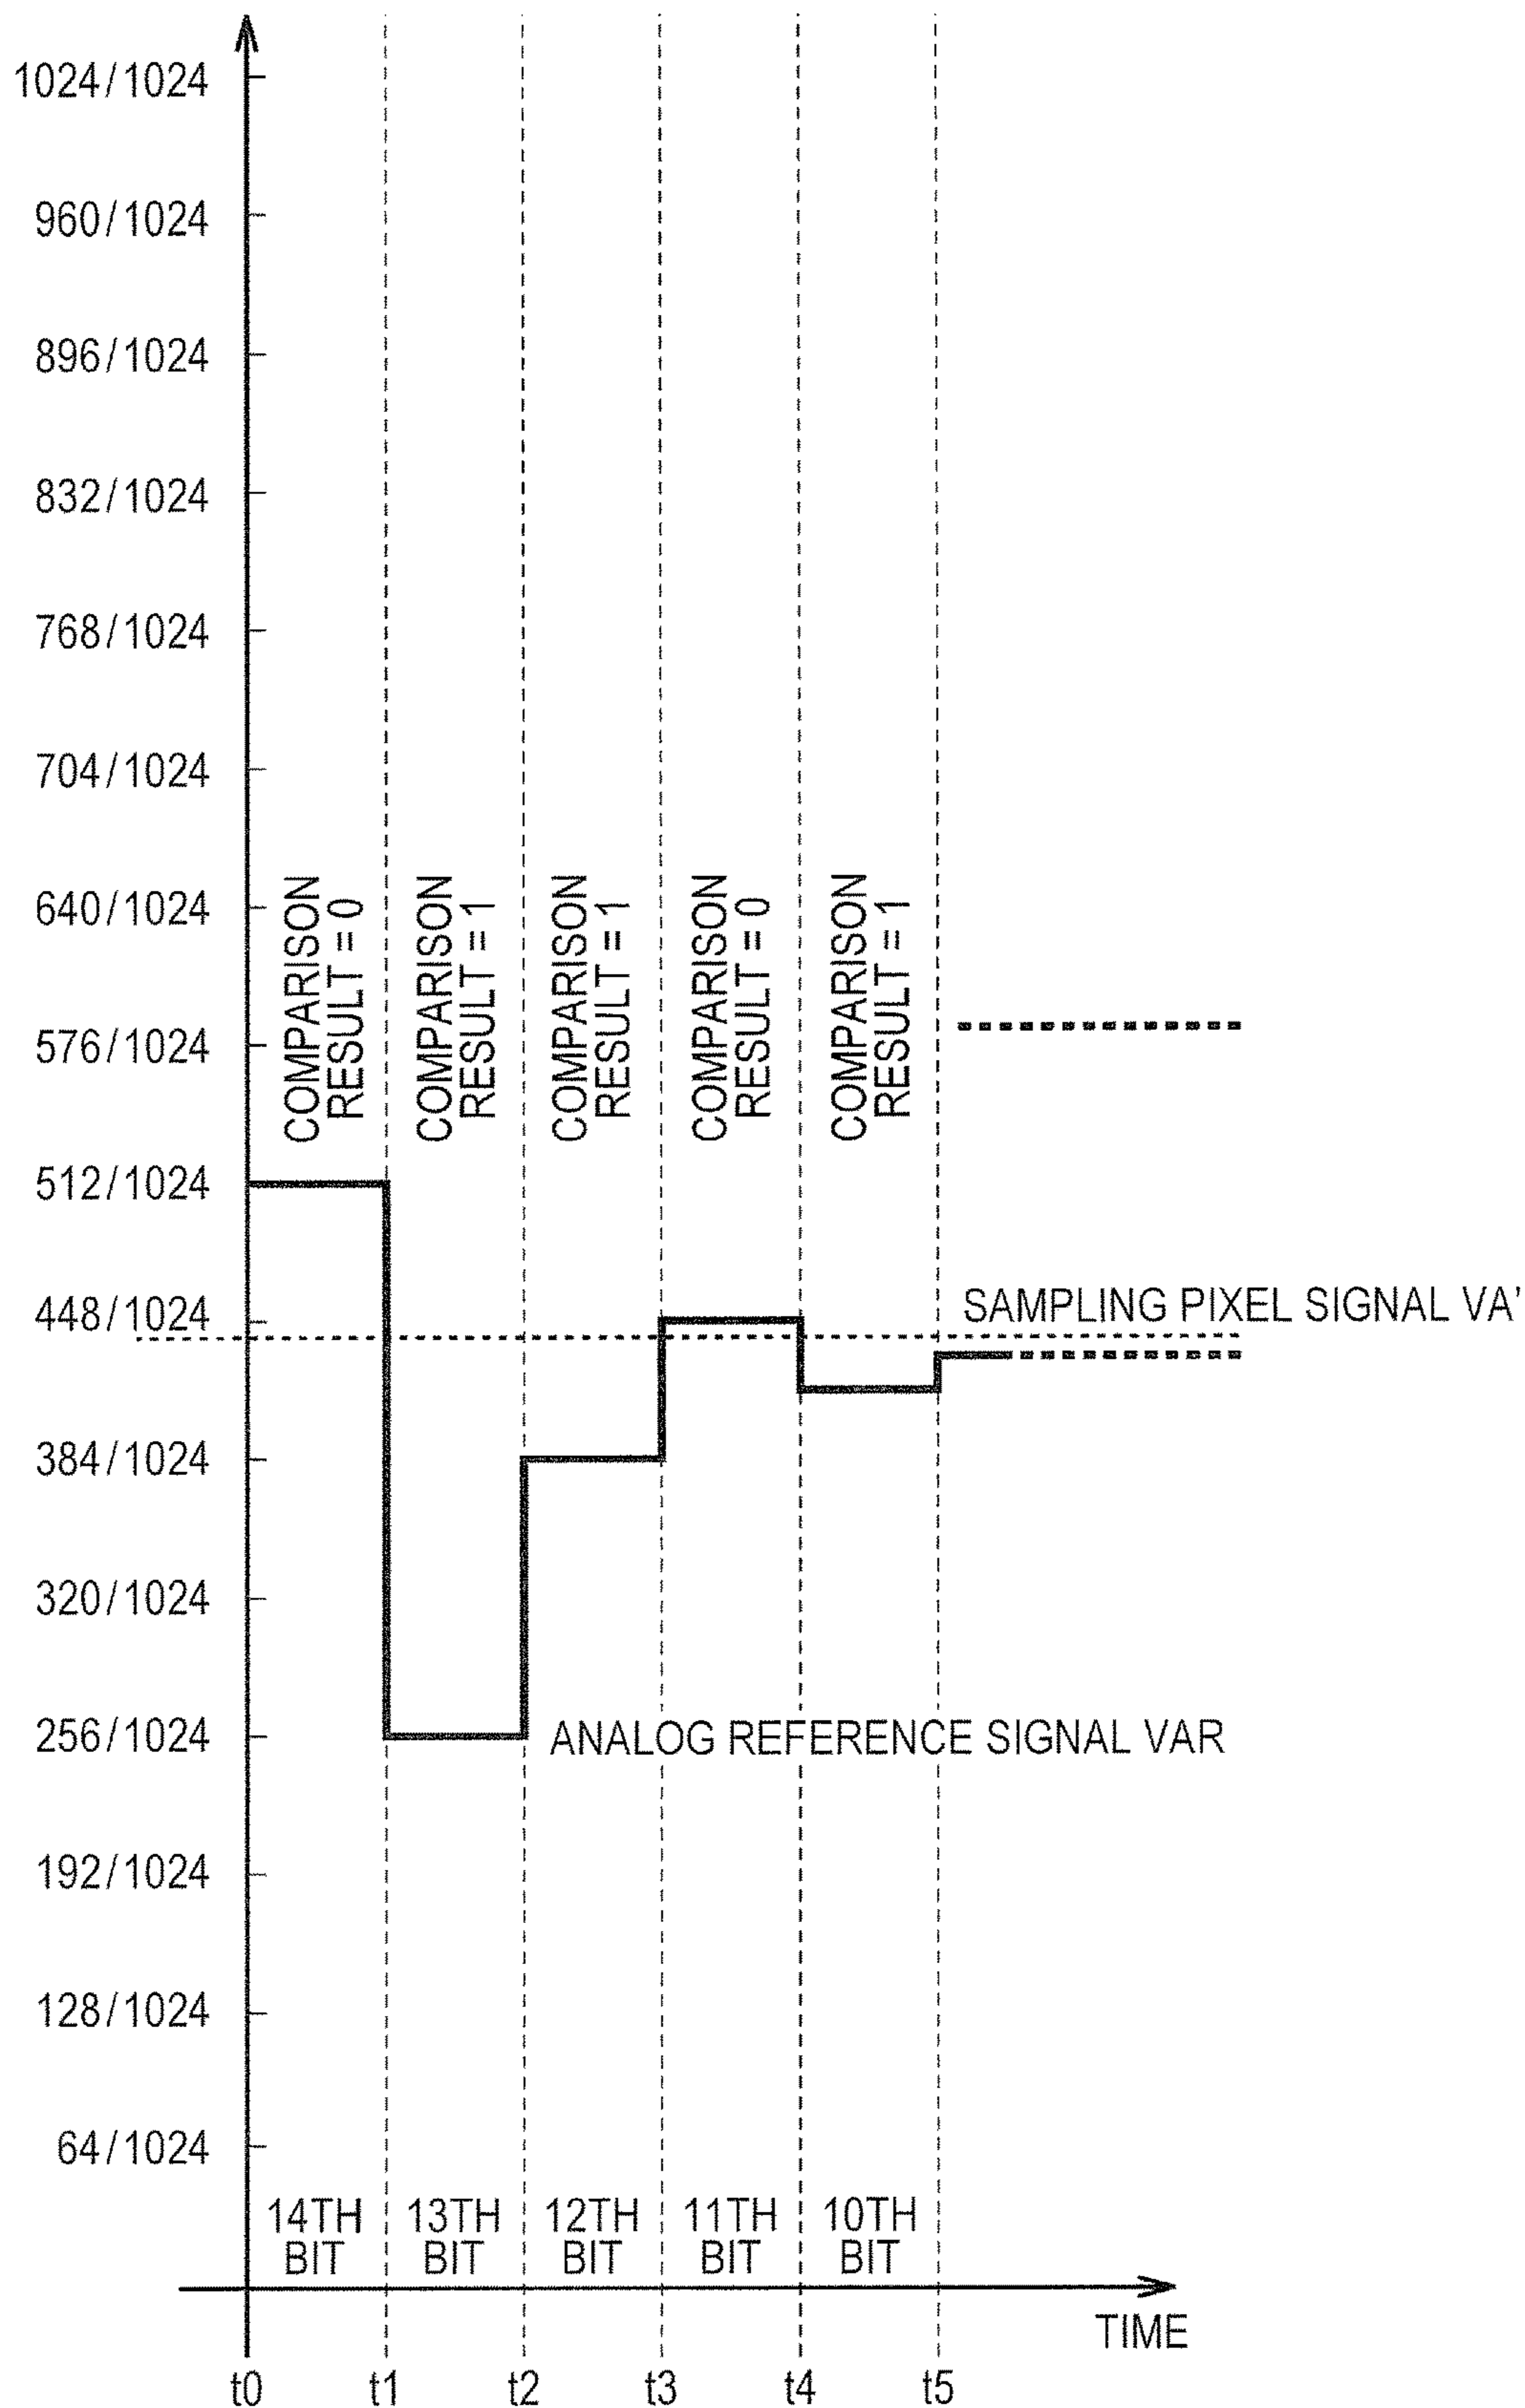 1024/1024
960/1024
896/1024
832/1024
768/1024
704/1024
640/1024
576/1024
512/1024
448/1024
384/1024
320/1024
256/1024
192/1024
128/1024
64/1024
COMPARISON
RESULT = 0
COMPARISON
RESULT = 1
COMPARISON
RESULT = 1
COMPARISON
RESULT = 0
COMPARISON
RESULT = 1
SAMPLING PIXEL SIGNAL VA'
ANALOG REFERENCE SIGNAL VAR
14TH
BIT
13TH
BIT
12TH
BIT
11TH
BIT
10TH
BIT
TIME
t0
t1
t2
t3
t4
t5